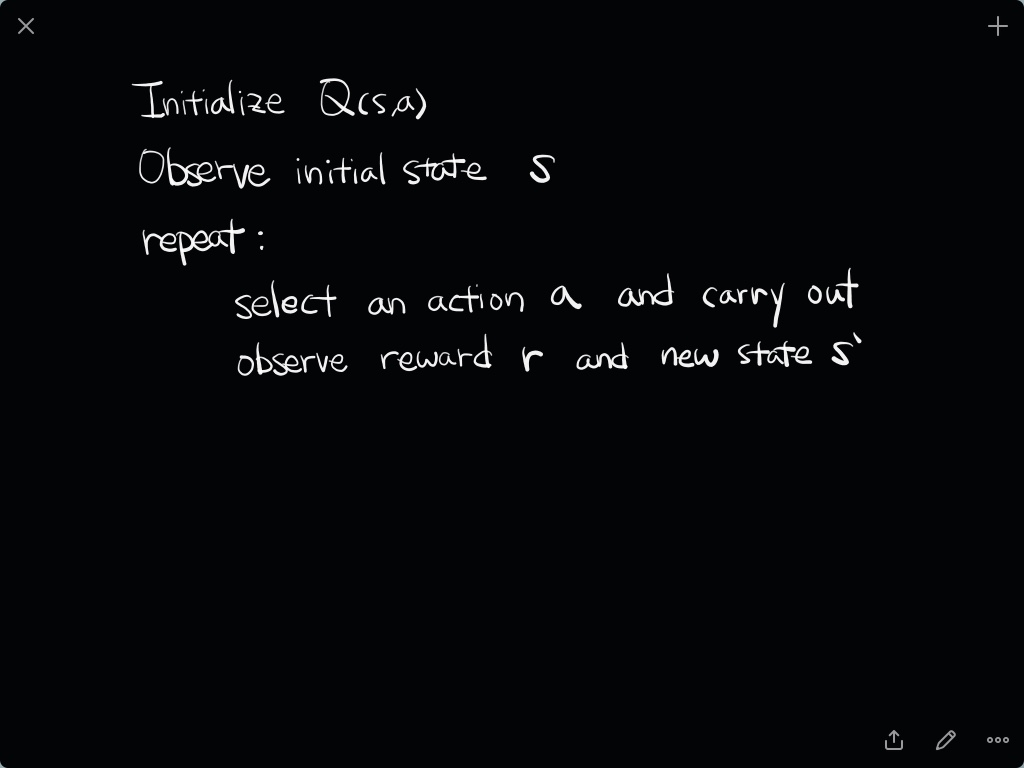 Initialize Q(s,a)
Observe initial state s
repeat:
select an action a and carry out
observe reward r and new state s`